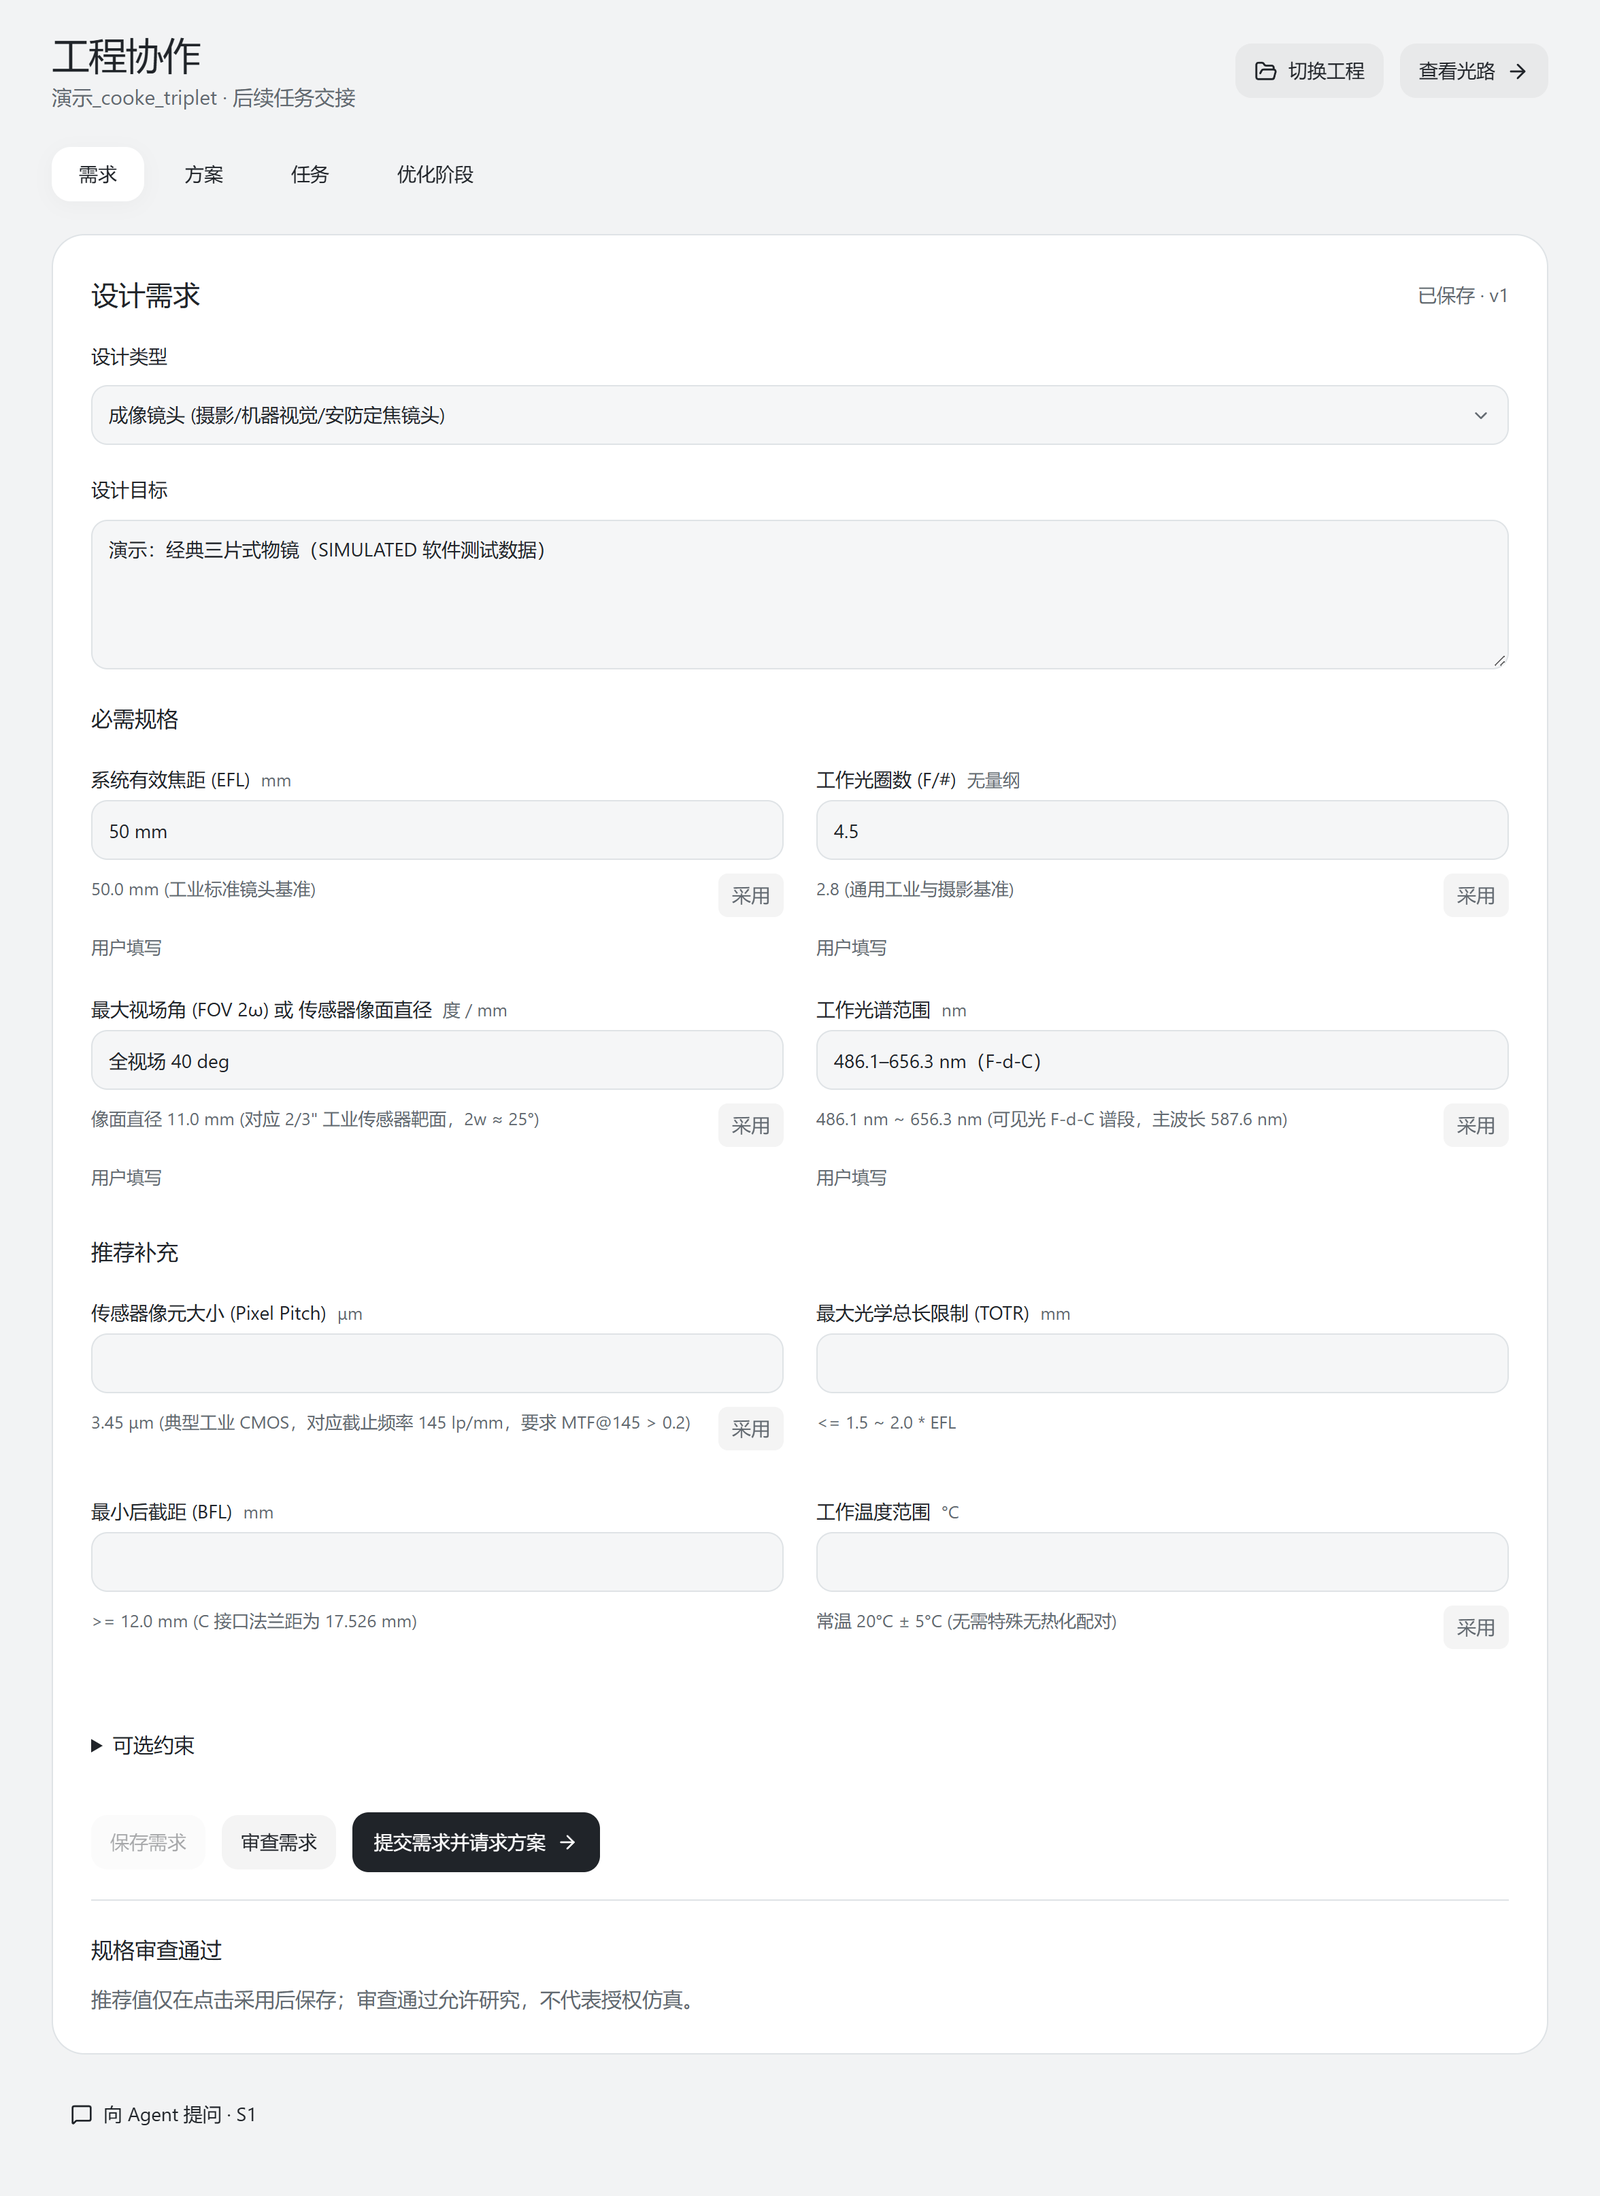 工程协作
演示_cooke_triplet · 后续任务交接
切换工程
查看光路 →
需求
方案
任务
优化阶段
设计需求
已保存 · v1
设计类型
成像镜头 (摄影/机器视觉/安防定焦镜头)
设计目标
演示：经典三片式物镜（SIMULATED 软件测试数据）
必需规格
系统有效焦距 (EFL) mm
50 mm
50.0 mm (工业标准镜头基准)
采用
用户填写
工作光圈数 (F/#) 无量纲
4.5
2.8 (通用工业与摄影基准)
采用
用户填写
最大视场角 (FOV 2ω) 或 传感器像面直径 度 / mm
全视场 40 deg
像面直径 11.0 mm (对应 2/3" 工业传感器靶面，2w ≈ 25°)
采用
用户填写
工作光谱范围 nm
486.1–656.3 nm（F-d-C）
486.1 nm ~ 656.3 nm (可见光 F-d-C 谱段，主波长 587.6 nm)
采用
用户填写
推荐补充
传感器像元大小 (Pixel Pitch) μm
3.45 μm (典型工业 CMOS，对应截止频率 145 lp/mm，要求 MTF@145 > 0.2)
采用
最大光学总长限制 (TOTR) mm
<= 1.5 ~ 2.0 * EFL
最小后截距 (BFL) mm
>= 12.0 mm (C 接口法兰距为 17.526 mm)
工作温度范围 °C
常温 20°C ± 5°C (无需特殊无热化配对)
采用
▶ 可选约束
保存需求
审查需求
提交需求并请求方案 →
规格审查通过
推荐值仅在点击采用后保存；审查通过允许研究，不代表授权仿真。
向 Agent 提问 · S1